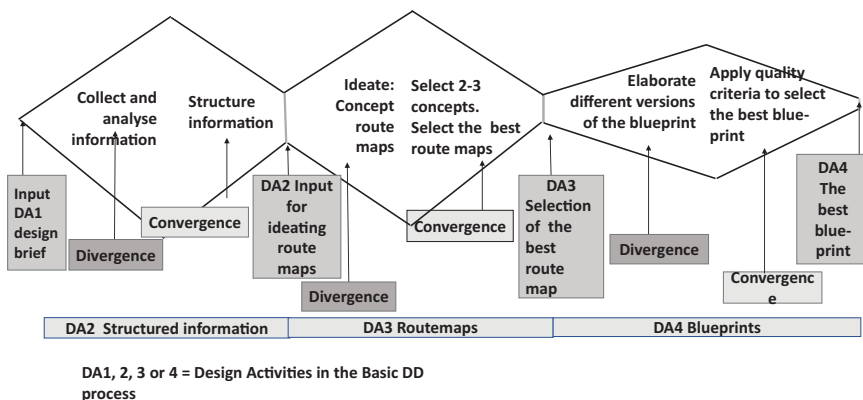 Collect and
analyse
information
Structure
information
Ideate:
Concept
route
maps
Select 2-3
concepts.
Select the best
route maps
Elaborate
different versions
of the blueprint
Apply quality
criteria to select
the best blue-
print
Input
DA1
design
brief
Divergence
Convergence
DA2 Input
for
ideating
route
maps
Divergence
Convergence
DA3
Selection
of the
best
route
map
Divergence
Convergenc
e
DA4
The
best
blue-
print
DA2 Structured information
DA3 Routemaps
DA4 Blueprints
DA1, 2, 3 or 4 = Design Activities in the Basic DD
process